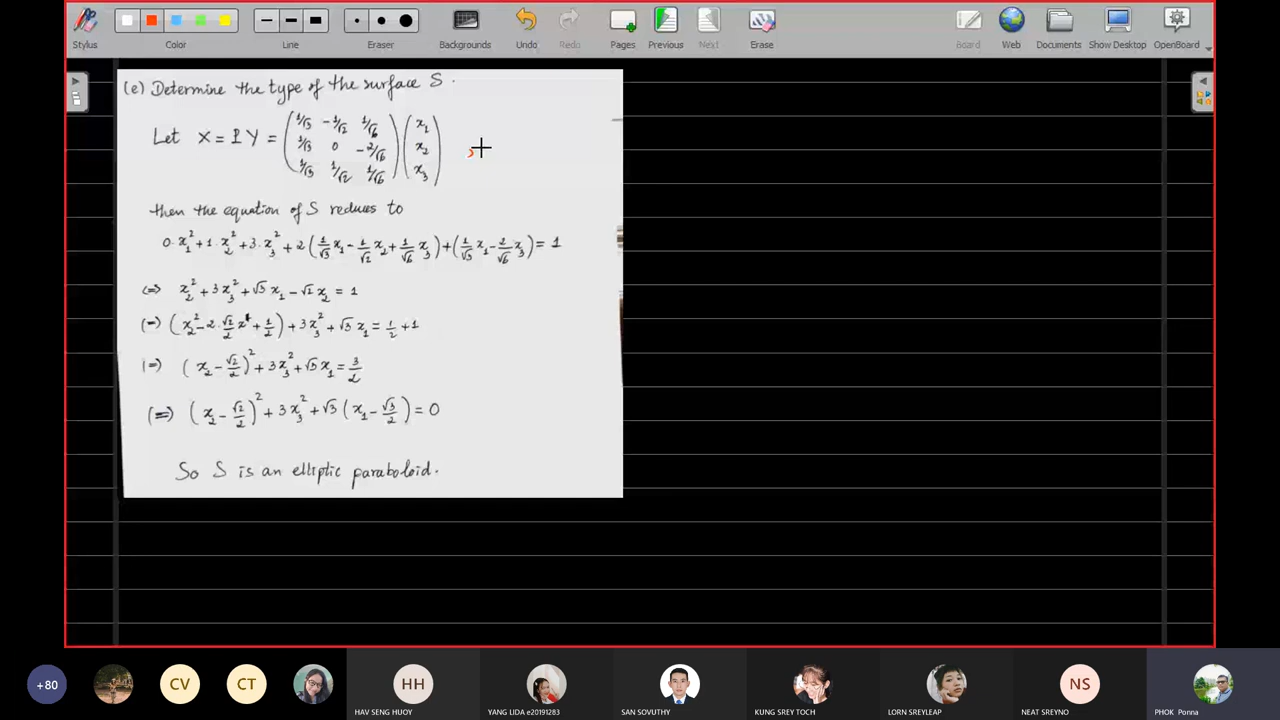 Stylus Color Line Eraser Backgrounds Undo Redo Pages Previous Next Erase Board Web Documents Show Desktop OpenBoard
(e) Determine the type of the surface S.
Let X = P Y = ( 1/√3 -1/√2 1/√6 ) ( x₁ )
1/√3 0 -2/√6 x₂
1/√3 1/√2 1/√6 x₃
then the equation of S reduces to
0·x₁² + 1·x₂² + 3·x₃² + 2(1/√3 x₁ - 1/√2 x₂ + 1/√6 x₃) + (1/√3 x₁ - 2/√6 x₃) = 1
⇔ x₂² + 3x₃² + √3 x₁ - √2 x₂ = 1
(=) (x₂² - 2·√2/2 x + 1/2) + 3x₃² + √3 x₁ = 1/2 + 1
(=) (x₂ - √2/2)² + 3x₃² + √3 x₁ = 3/2
(=) (x₂ - √2/2)² + 3x₃² + √3 (x₁ - √3/2) = 0
So S is an elliptic paraboloid.
+80 CV CT HH NS
HAV SENG HUOY YANG LIDA e20191283 SAN SOVUTHY KUNG SREY TOCH LORN SREYLEAP NEAT SREYNO PHOK Ponna